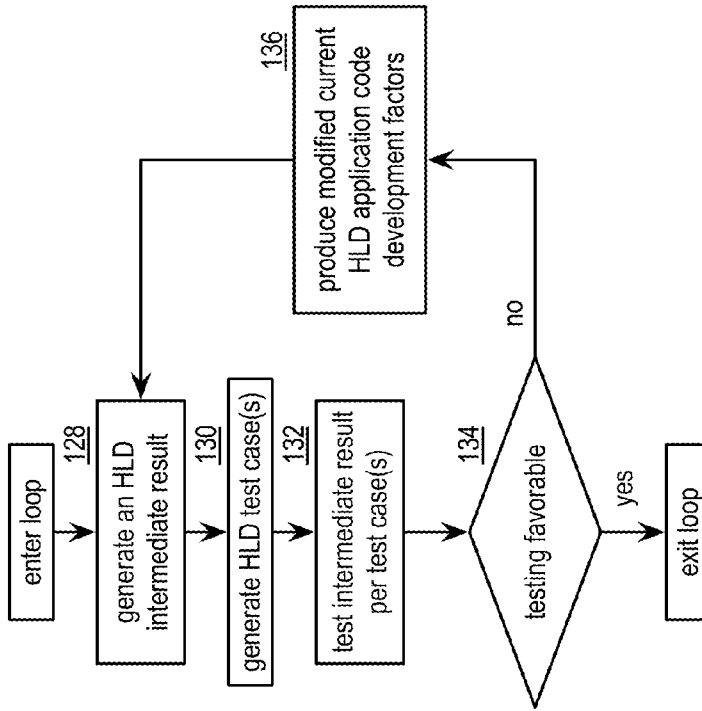 enter loop
128
generate an HLD
intermediate result
130
generate HLD test case(s)
132
test intermediate result
per test case(s)
134
testing favorable
yes
exit loop
no
136
produce modified current
HLD application code
development factors